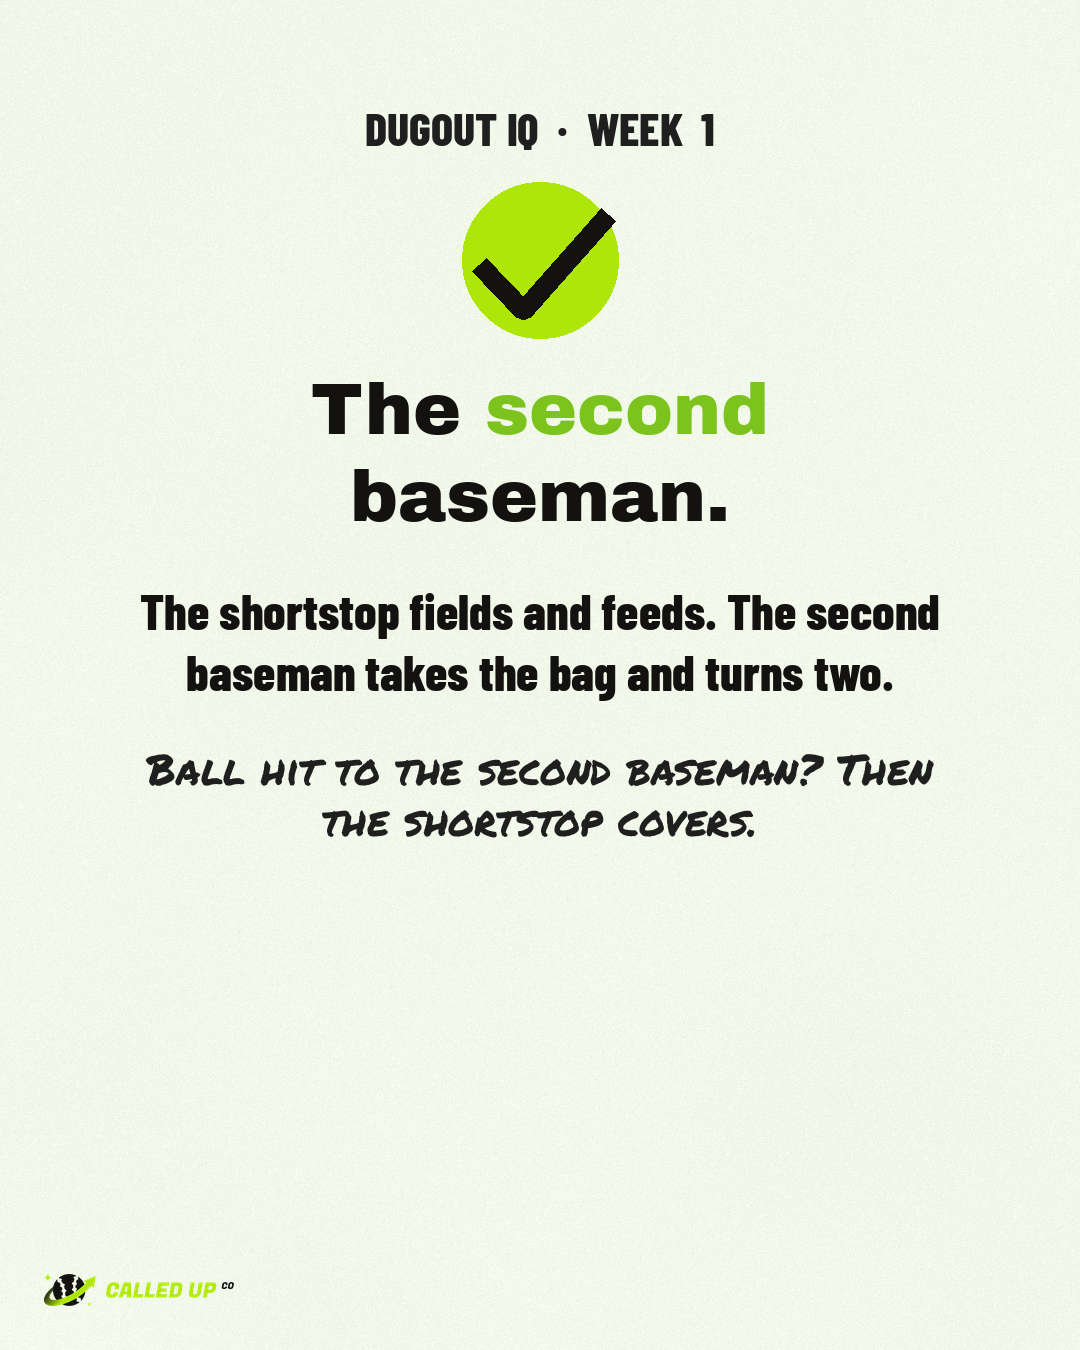 DUGOUT IQ · WEEK 1
The second
baseman.
The shortstop fields and feeds. The second
baseman takes the bag and turns two.
Ball hit to the second baseman? Then
the shortstop covers.
CALLED UP CO